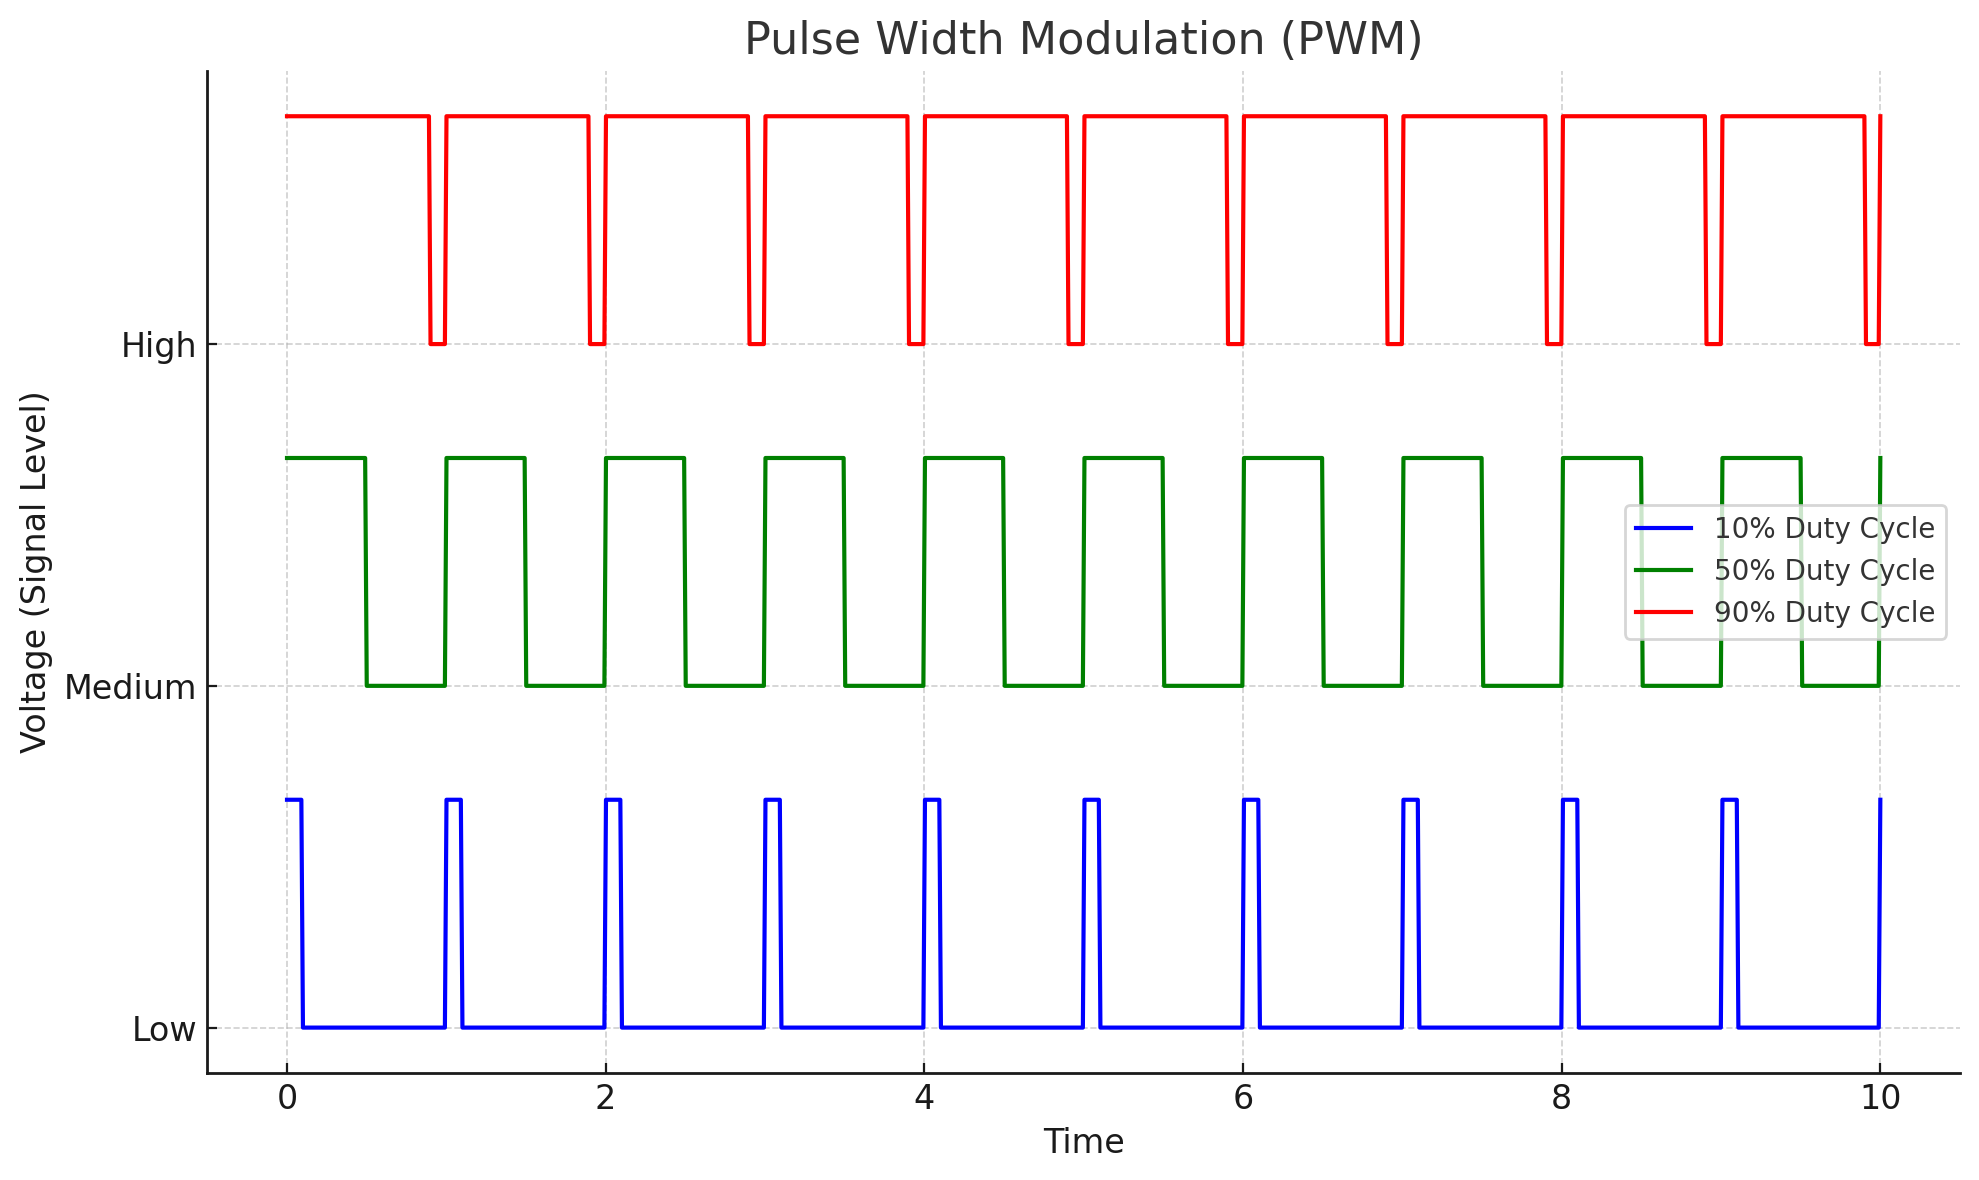 Pulse Width Modulation (PWM)
Voltage (Signal Level)
High
Medium
Low
10% Duty Cycle
50% Duty Cycle
90% Duty Cycle
0 2 4 6 8 10
Time